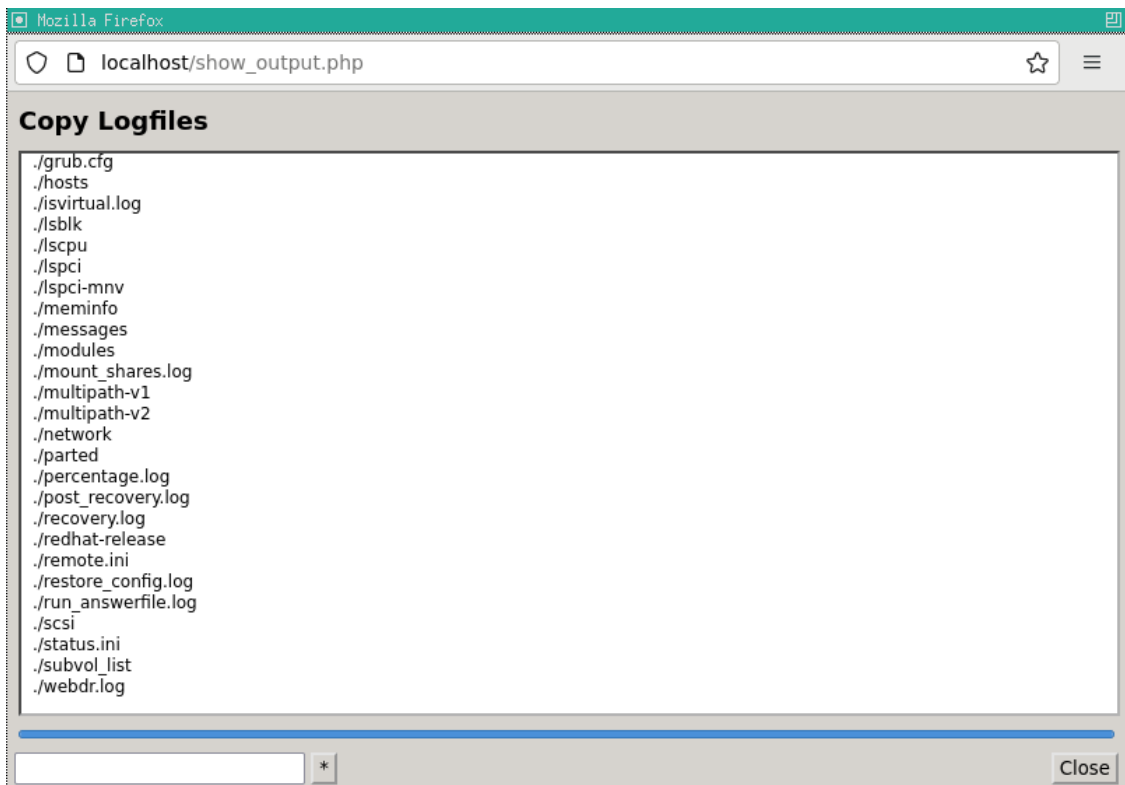 Mozilla Firefox
localhost/show_output.php
Copy Logfiles
./grub.cfg
./hosts
./isvirtual.log
./lsblk
./lscpu
./lspci
./lspci-mnv
./meminfo
./messages
./modules
./mount_shares.log
./multipath-v1
./multipath-v2
./network
./parted
./percentage.log
./post_recovery.log
./recovery.log
./redhat-release
./remote.ini
./restore_config.log
./run_answerfile.log
./scsi
./status.ini
./subvol_list
./webdr.log
*
Close